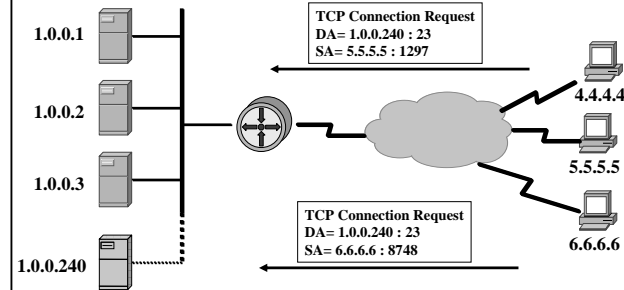 TCP Connection Request
DA= 1.0.0.240 : 23
SA= 5.5.5.5 : 1297
1.0.0.1
4.4.4.4
1.0.0.2
1.0.0.3
5.5.5.5
TCP Connection Request
DA= 1.0.0.240 : 23
SA= 6.6.6.6 : 8748
6.6.6.6
1.0.0.240